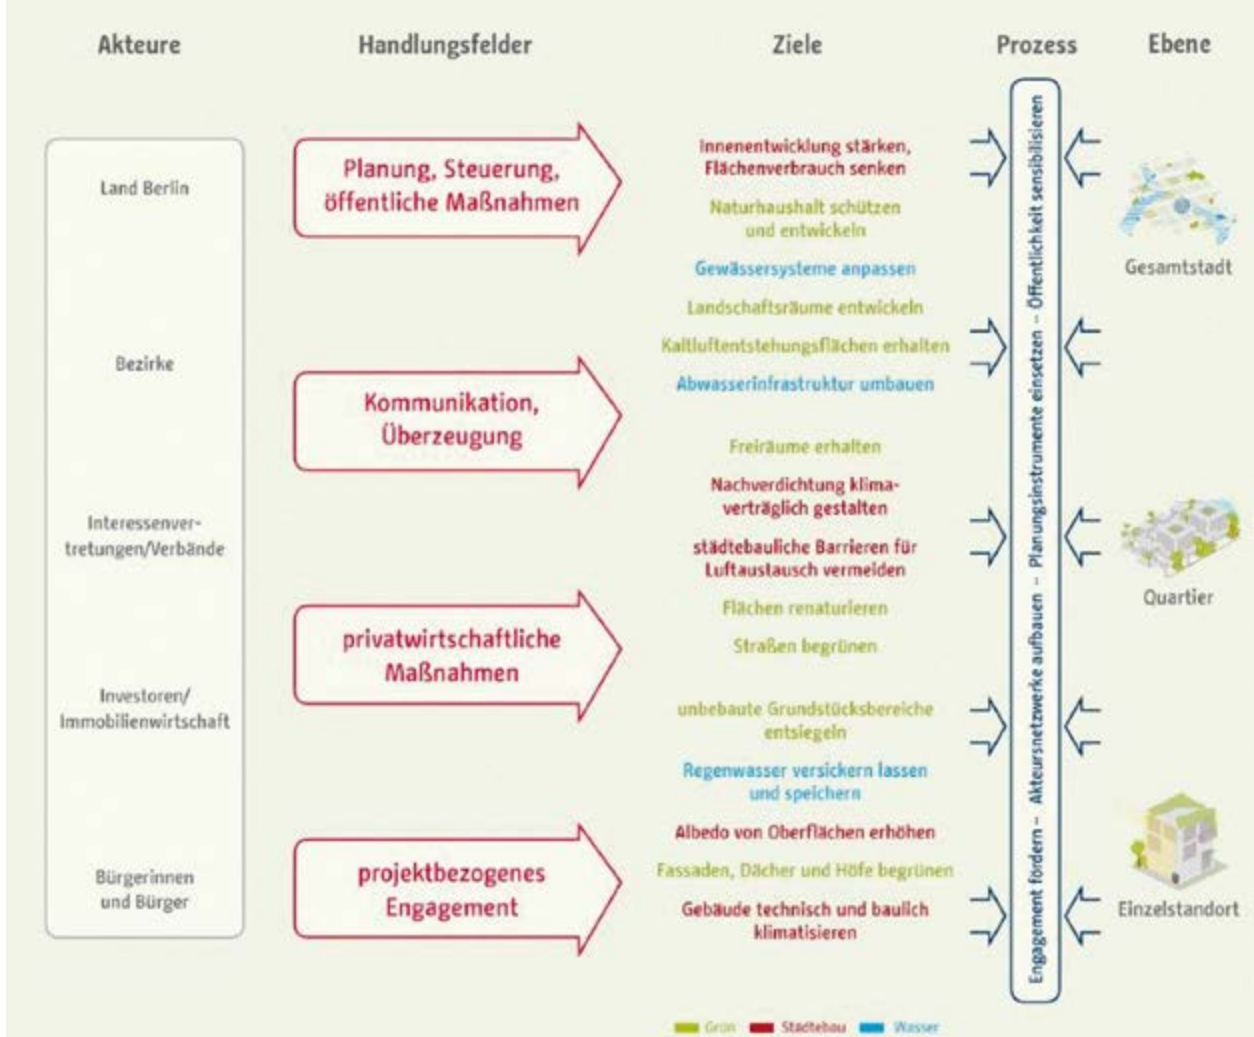 Akteure
Handlungsfelder
Ziele
Prozess
Ebene
Land Berlin
Bezirke
Interessenver-
tretungen/Verbände
Investoren/
Immobilienwirtschaft
Bürgerinnen
und Bürger
Planung, Steuerung,
öffentliche Maßnahmen
Kommunikation,
Überzeugung
privatwirtschaftliche
Maßnahmen
projektbezogenes
Engagement
Innenentwicklung stärken,
Flächenverbrauch senken
Naturhaushalt schützen
und entwickeln
Gewässersysteme anpassen
Landschaftsräume entwickeln
Kaltluftentstehungsflächen erhalten
Abwasserinfrastruktur umbauen
Freiräume erhalten
Nachverdichtung klima-
verträglich gestalten
städtebauliche Barrieren für
Luftaustausch vermeiden
Flächen renaturieren
Straßen begrünen
unbebaute Grundstücksbereiche
entsiegeln
Regenwasser versickern lassen
und speichern
Albedo von Oberflächen erhöhen
Fassaden, Dächer und Höfe begrünen
Gebäude technisch und baulich
klimatisieren
Engagement fördern – Akteursnetzwerke aufbauen – Planungsinstrumente einsetzen – Öffentlichkeit sensibilisieren
Gesamtstadt
Quartier
Einzelstandort
Grün
Städtebau
Wasser